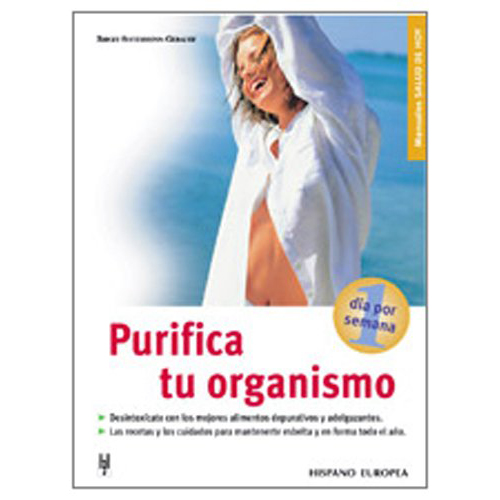 Manuales SALUD DE HOY
1
día por
semana
Purifica
tu organismo
Desintoxícate con los mejores alimentos depurativos y adelgazantes.
Las recetas y los cuidados para mantenerte esbelta y en forma todo el año.
HISPANO EUROPEA